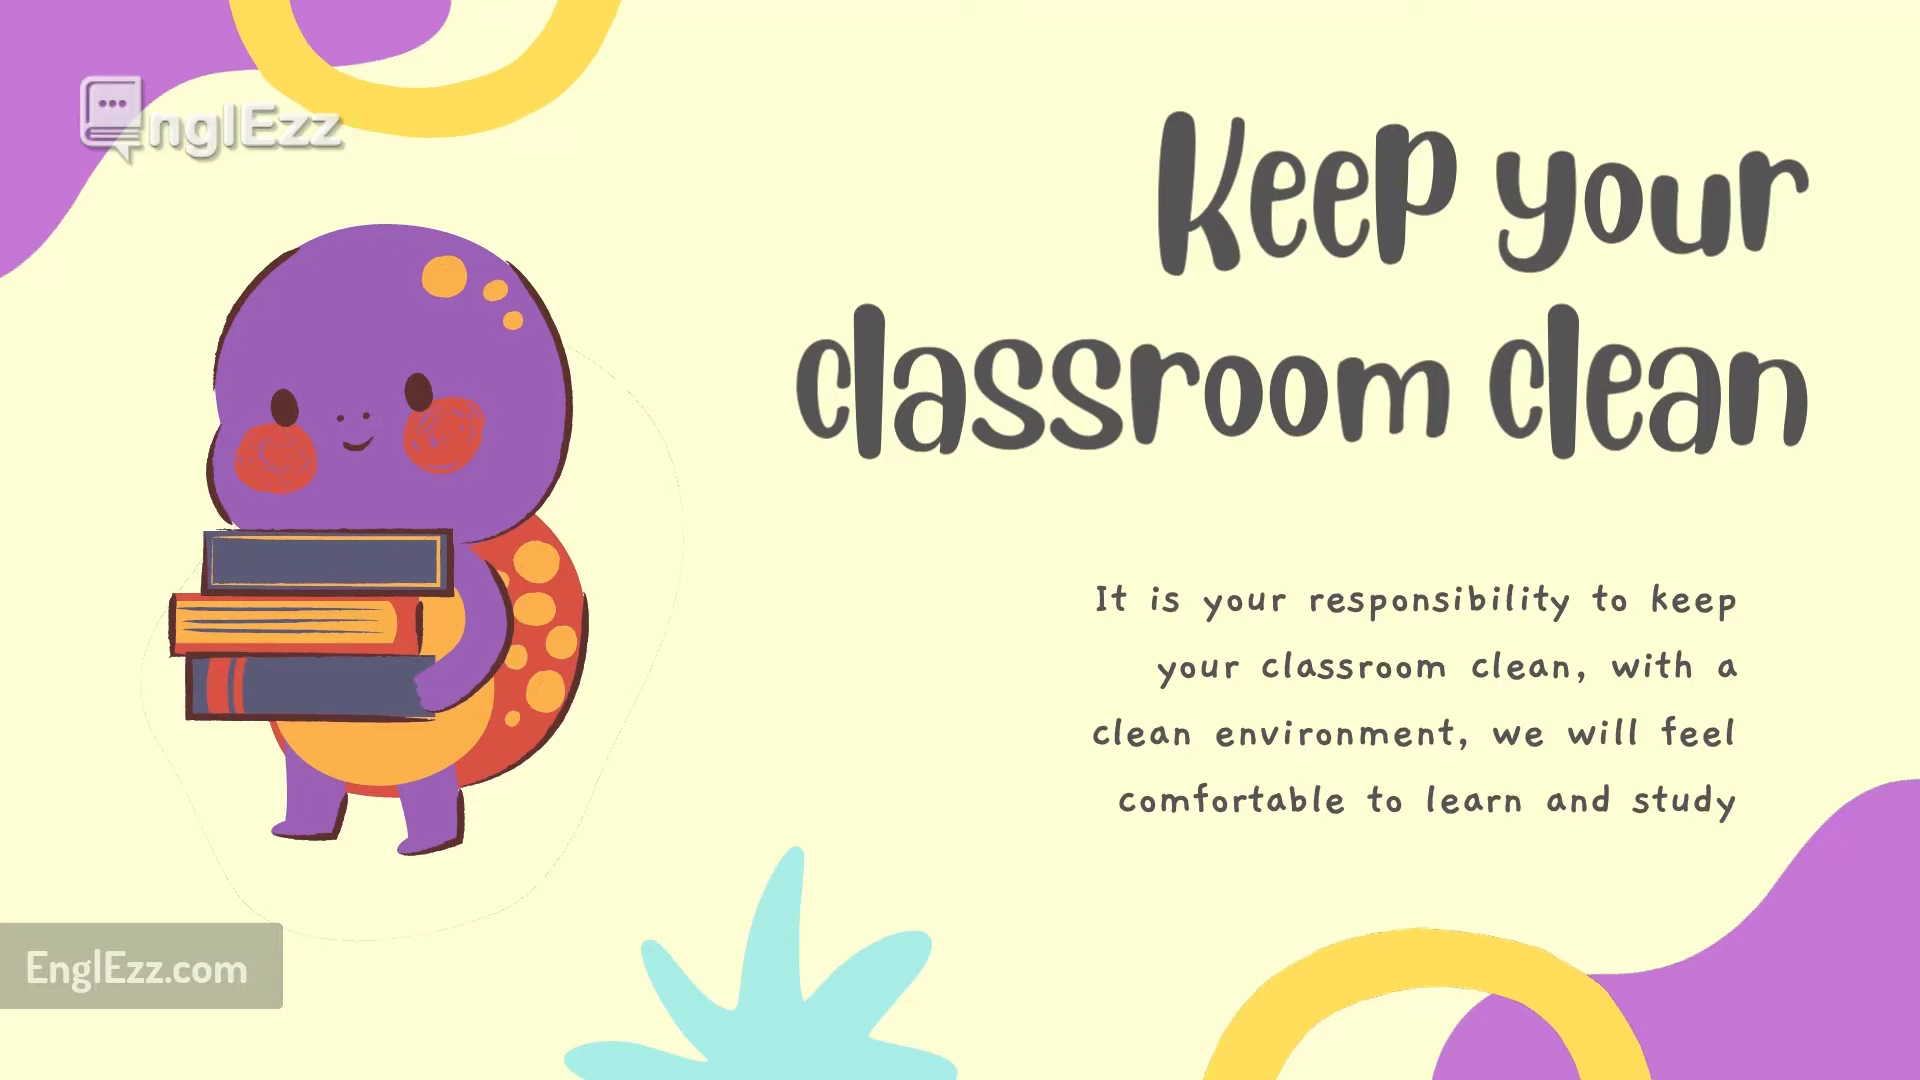 EnglEzz
Keep your
classroom clean
It is your responsibility to keep
your classroom clean, with a
clean environment, we will feel
comfortable to learn and study
EnglEzz.com